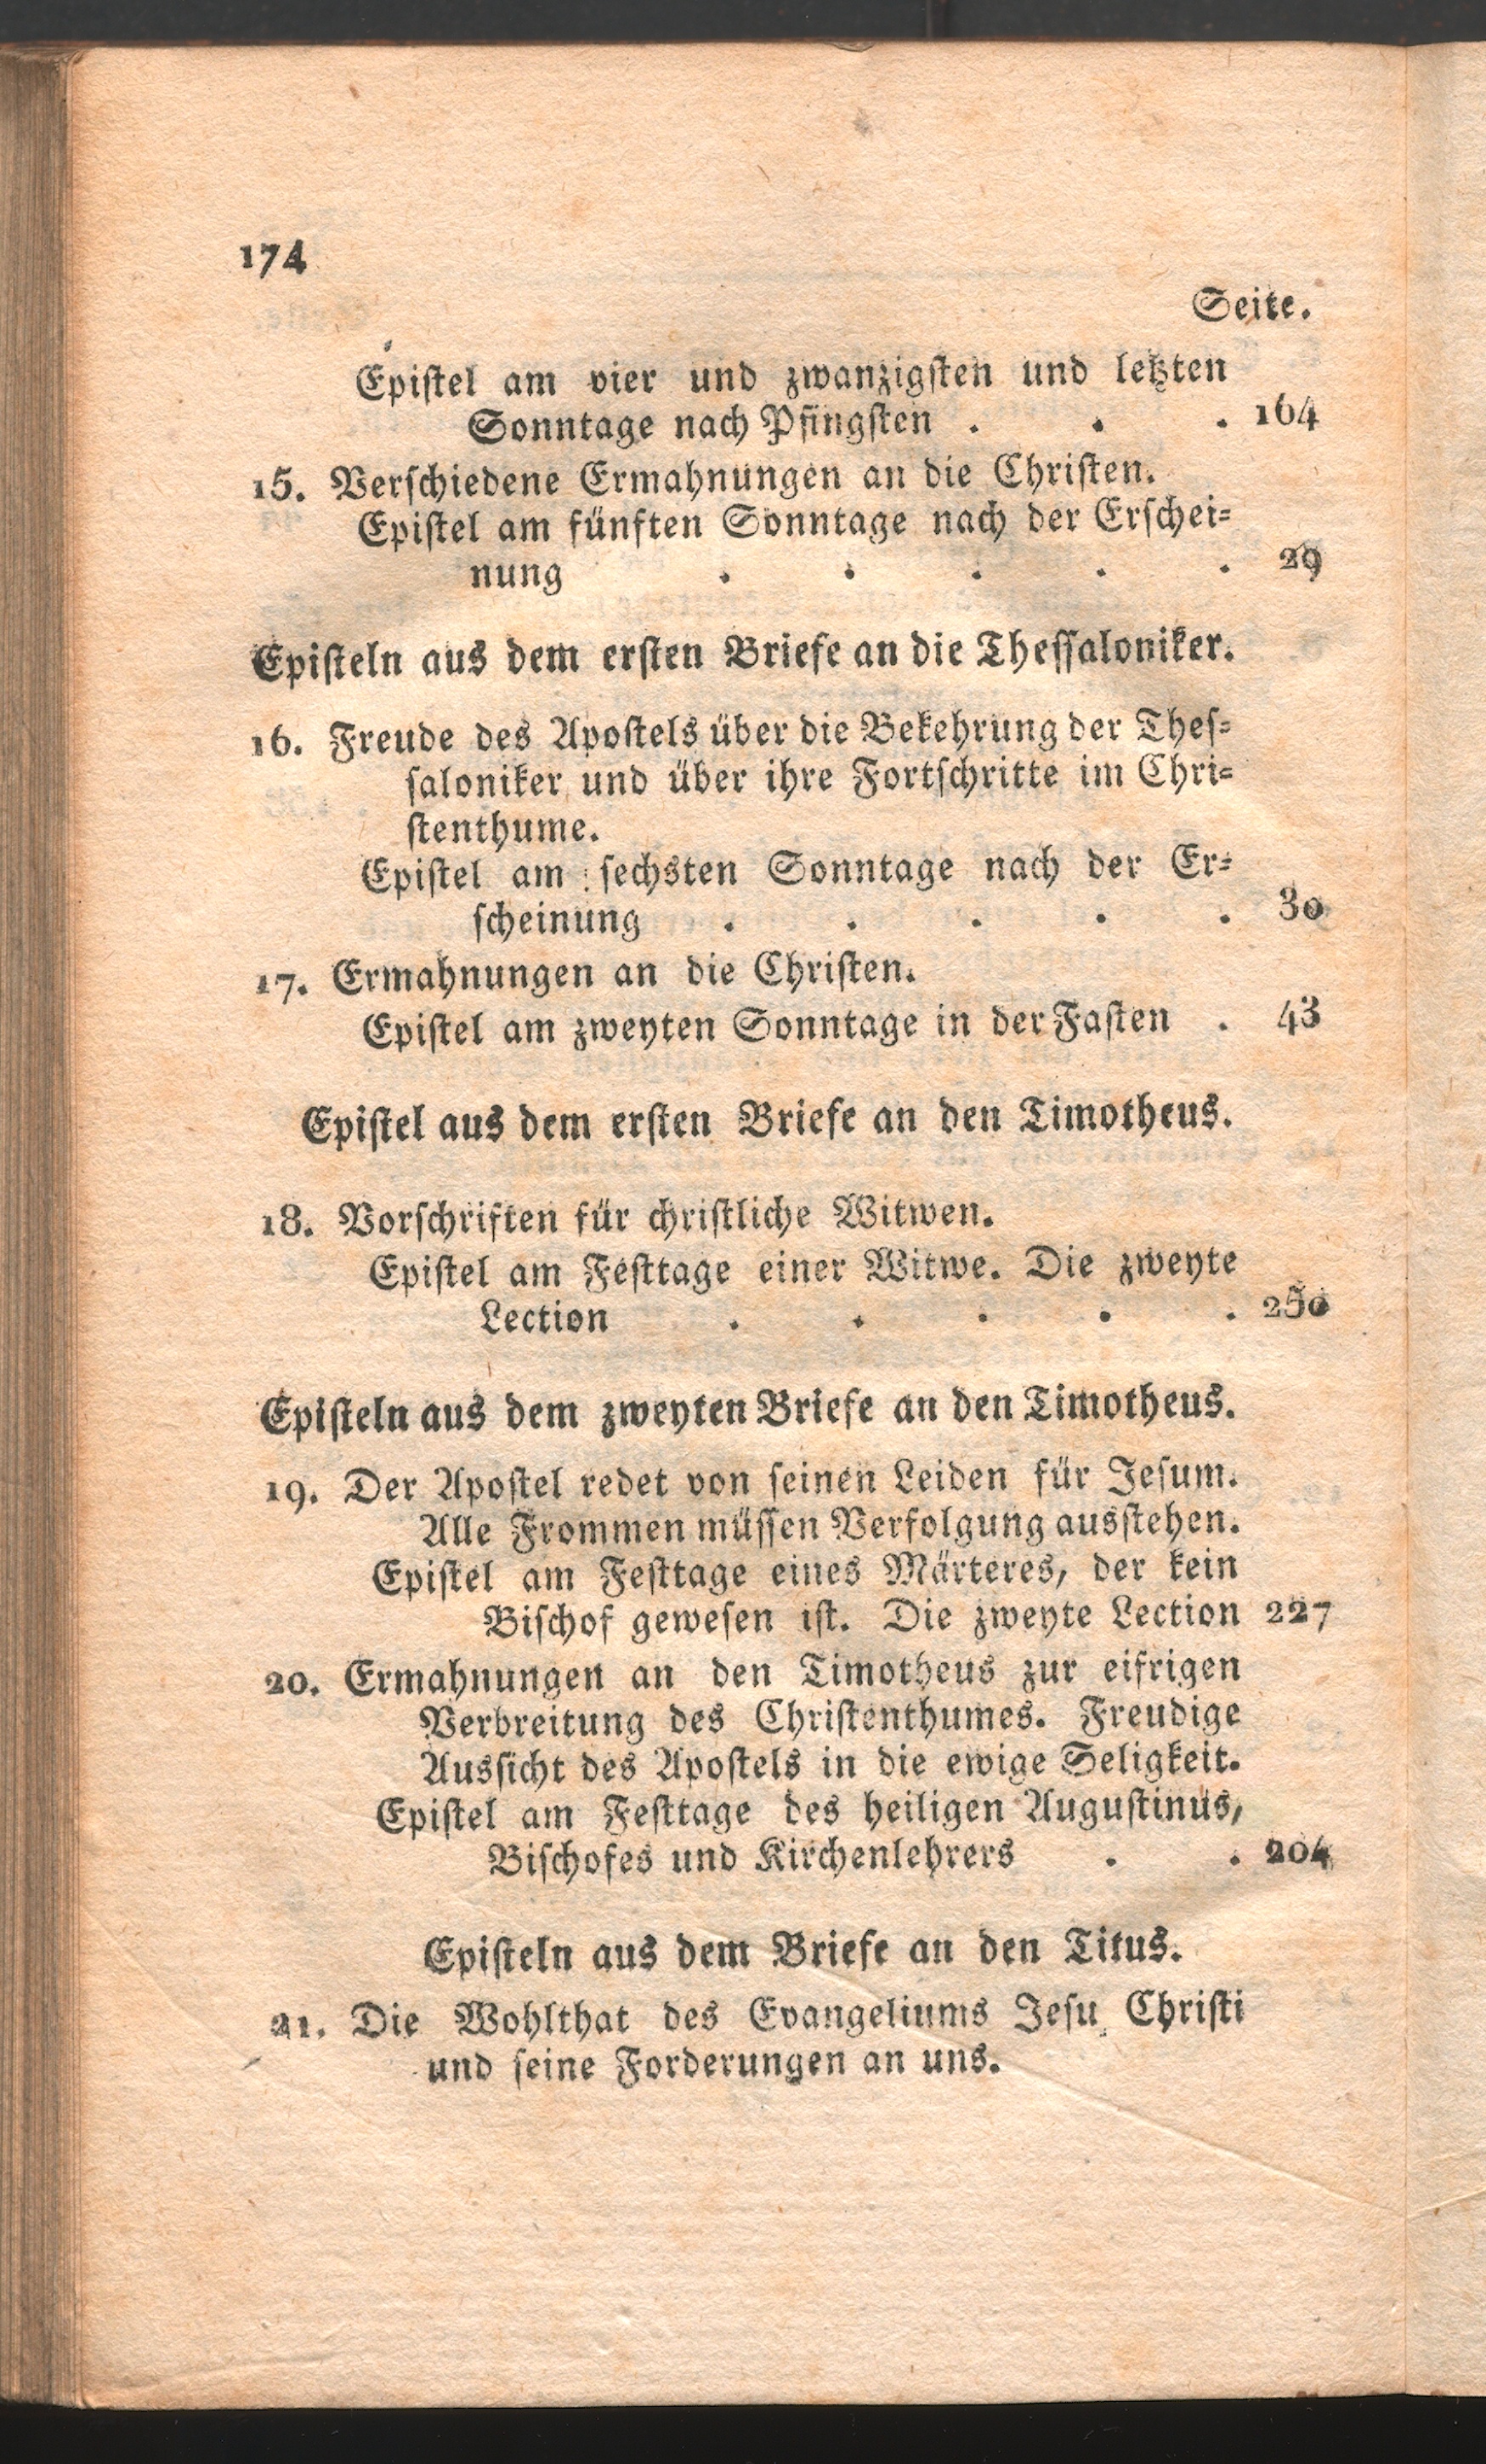 174
Seite.
Epistel am vier und zwanzigsten und letzten
Sonntage nach Pfingsten . . . 164
15. Verschiedene Ermahnungen an die Christen.
Epistel am fünften Sonntage nach der Erschei=
nung . . . . . 29
Episteln aus dem ersten Briefe an die Thessaloniker.
16. Freude des Apostels über die Bekehrung der Thes=
saloniker und über ihre Fortschritte im Chri=
stenthume.
Epistel am sechsten Sonntage nach der Er=
scheinung . . . . . 30
17. Ermahnungen an die Christen.
Epistel am zweyten Sonntage in der Fasten . 43
Epistel aus dem ersten Briefe an den Timotheus.
18. Vorschriften für christliche Witwen.
Epistel am Festtage einer Witwe. Die zweyte
Lection . . . . . 250
Episteln aus dem zweyten Briefe an den Timotheus.
19. Der Apostel redet von seinen Leiden für Jesum.
Alle Frommen müssen Verfolgung ausstehen.
Epistel am Festtage eines Märteres, der kein
Bischof gewesen ist. Die zweyte Lection 227
20. Ermahnungen an den Timotheus zur eifrigen
Verbreitung des Christenthumes. Freudige
Aussicht des Apostels in die ewige Seligkeit.
Epistel am Festtage des heiligen Augustinus,
Bischofes und Kirchenlehrers . . 204
Episteln aus dem Briefe an den Titus.
21. Die Wohlthat des Evangeliums Jesu Christi
und seine Forderungen an uns.